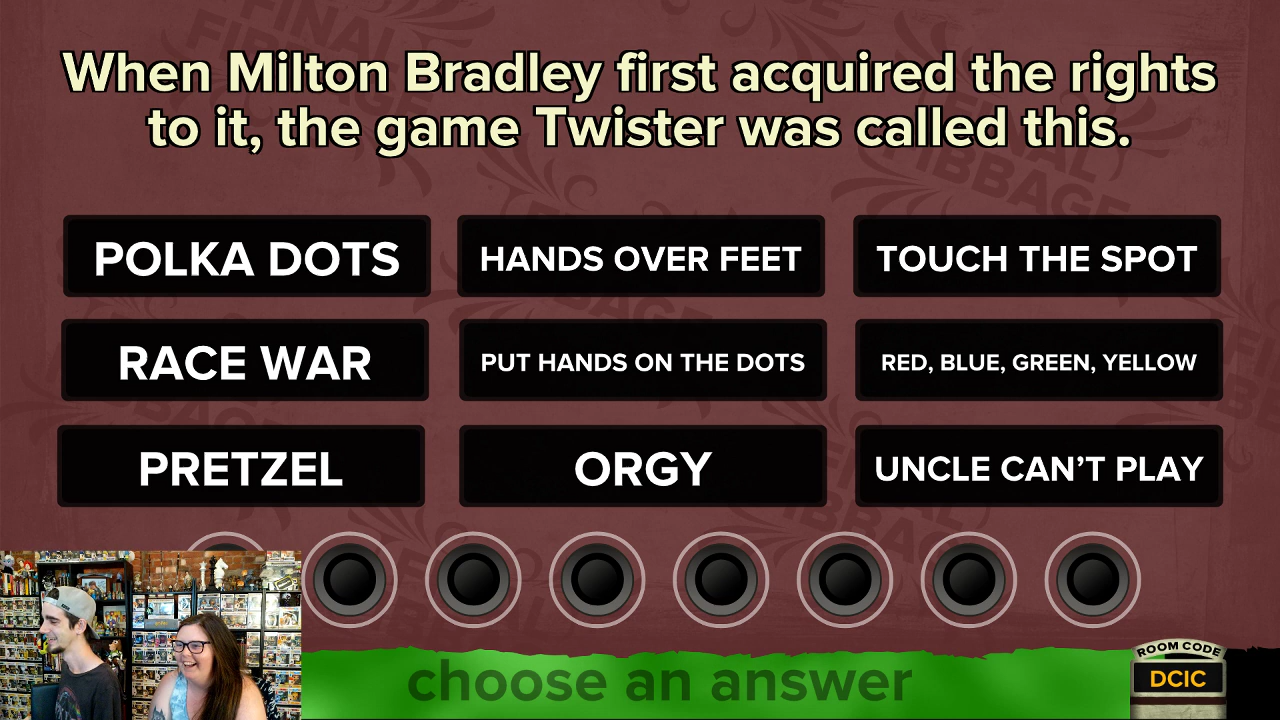 When Milton Bradley first acquired the rights
to it, the game Twister was called this.
POLKA DOTS
HANDS OVER FEET
TOUCH THE SPOT
RACE WAR
PUT HANDS ON THE DOTS
RED, BLUE, GREEN, YELLOW
PRETZEL
ORGY
UNCLE CAN’T PLAY
choose an answer
ROOM CODE
DCIC